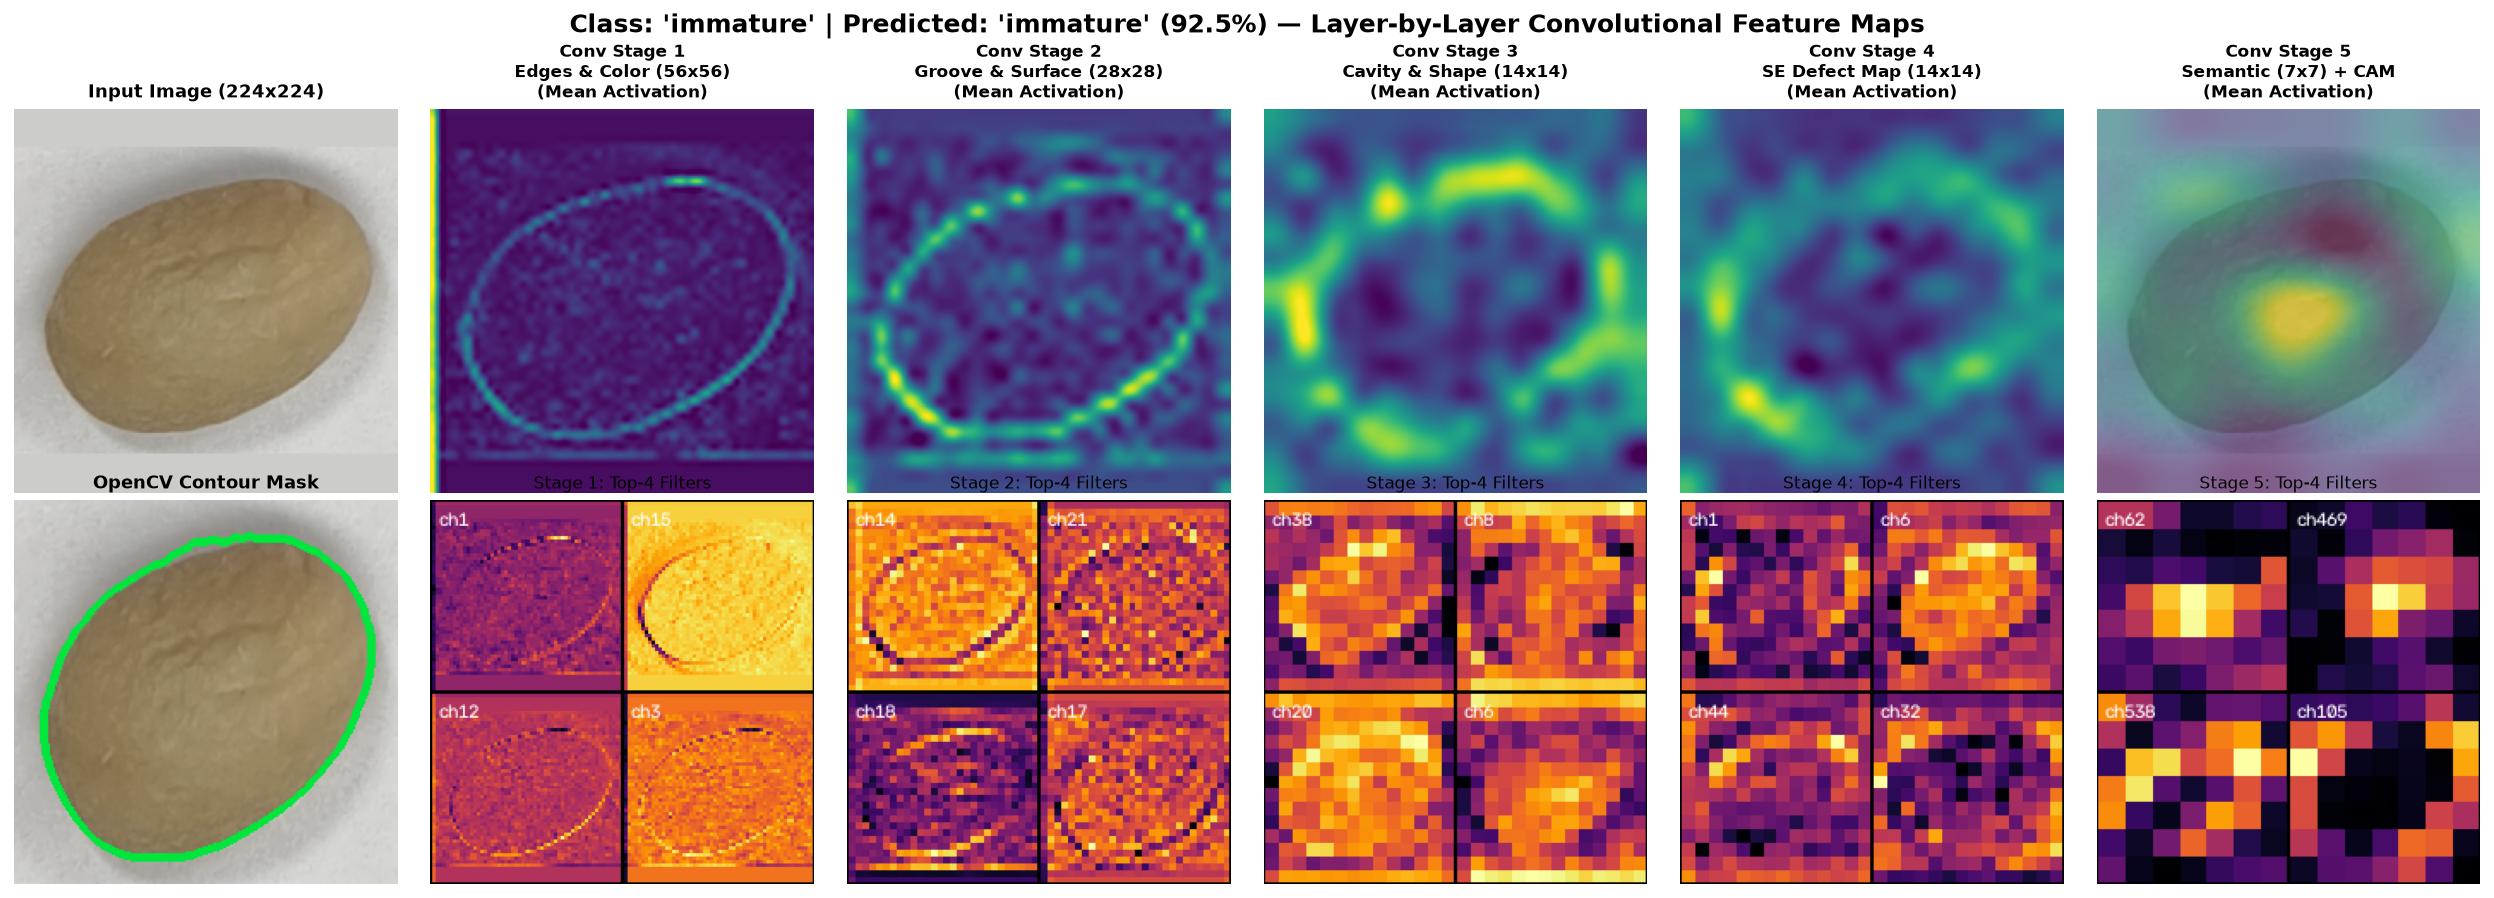 Class: 'immature' | Predicted: 'immature' (92.5%) — Layer-by-Layer Convolutional Feature Maps
Input Image (224x224)
Conv Stage 1
Edges & Color (56x56)
(Mean Activation)
Conv Stage 2
Groove & Surface (28x28)
(Mean Activation)
Conv Stage 3
Cavity & Shape (14x14)
(Mean Activation)
Conv Stage 4
SE Defect Map (14x14)
(Mean Activation)
Conv Stage 5
Semantic (7x7) + CAM
(Mean Activation)
OpenCV Contour Mask
Stage 1: Top-4 Filters
Stage 2: Top-4 Filters
Stage 3: Top-4 Filters
Stage 4: Top-4 Filters
Stage 5: Top-4 Filters
ch1
ch15
ch14
ch21
ch38
ch8
ch1
ch6
ch62
ch469
ch12
ch3
ch18
ch17
ch20
ch6
ch44
ch32
ch538
ch105